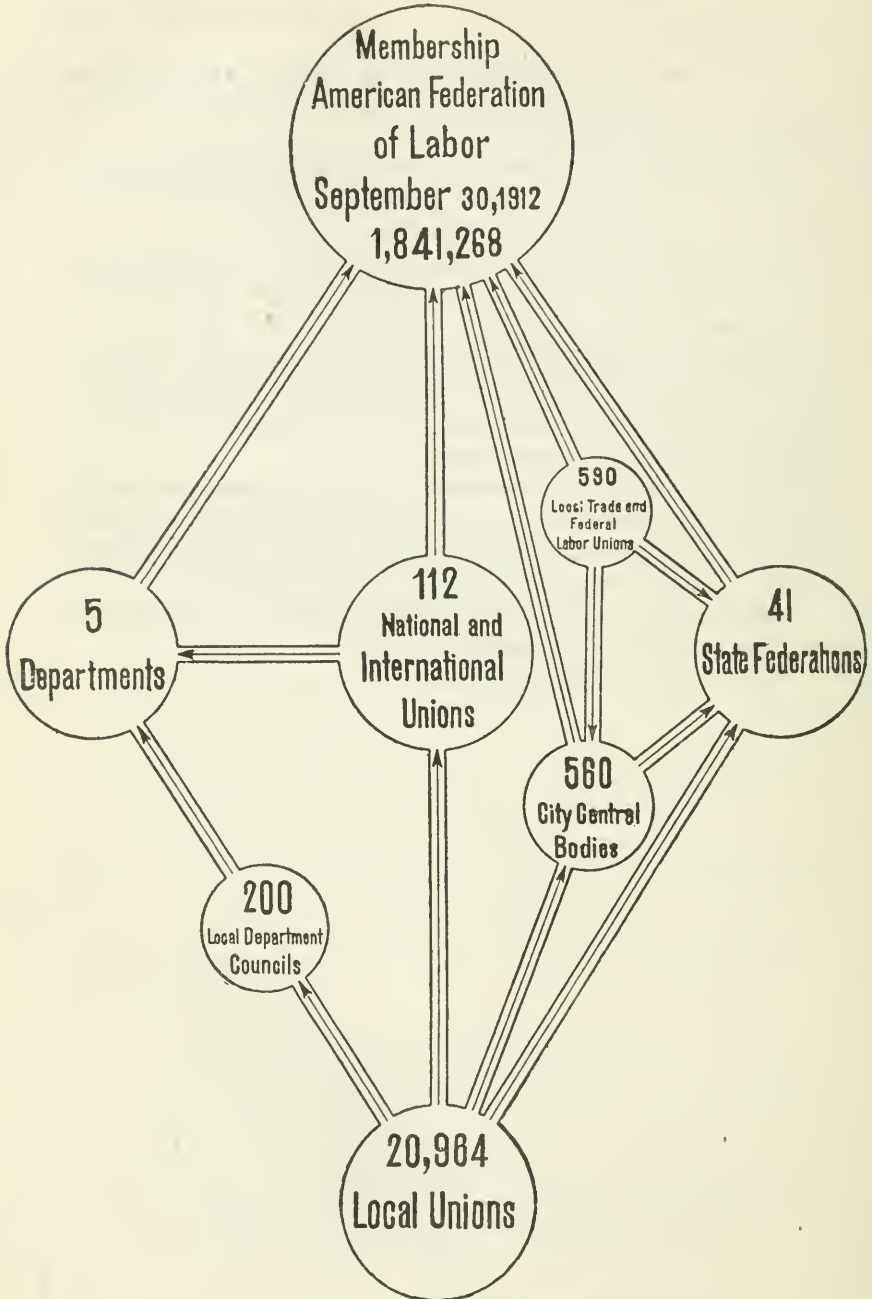 Membership
American Federation
of Labor
September 30,1912
1,841,268
590
Local Trade and
Federal
Labor Unions
5
Departments
112
National and
International
Unions
41
State Federations
560
City Central
Bodies
200
Local Department
Councils
20,964
Local Unions